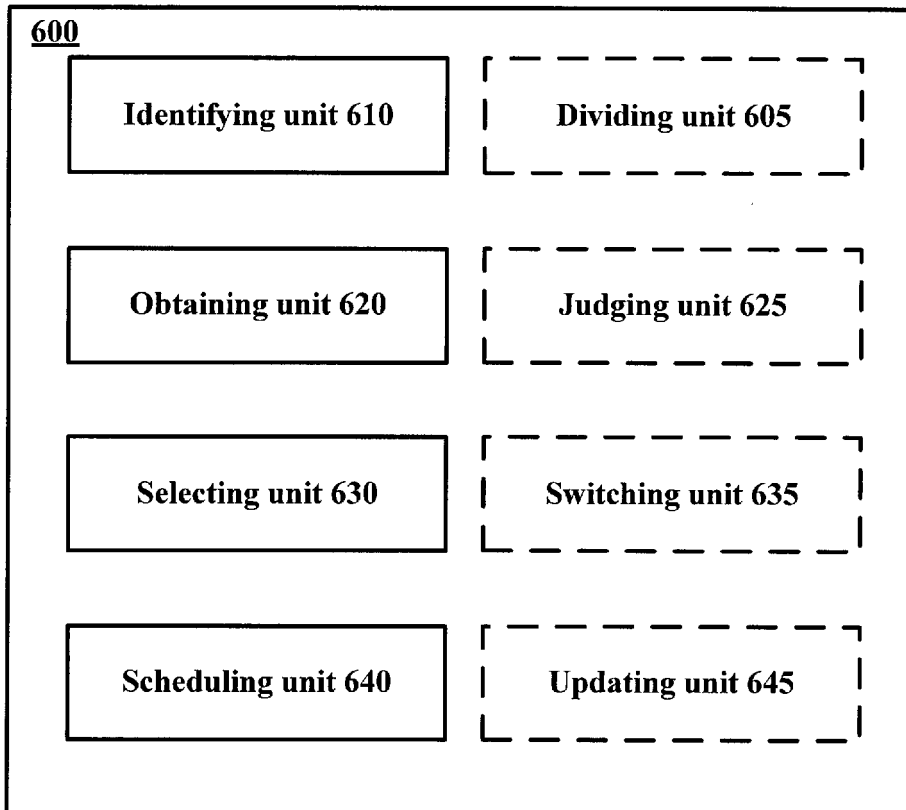 600
Identifying unit 610
Dividing unit 605
Obtaining unit 620
Judging unit 625
Selecting unit 630
Switching unit 635
Scheduling unit 640
Updating unit 645